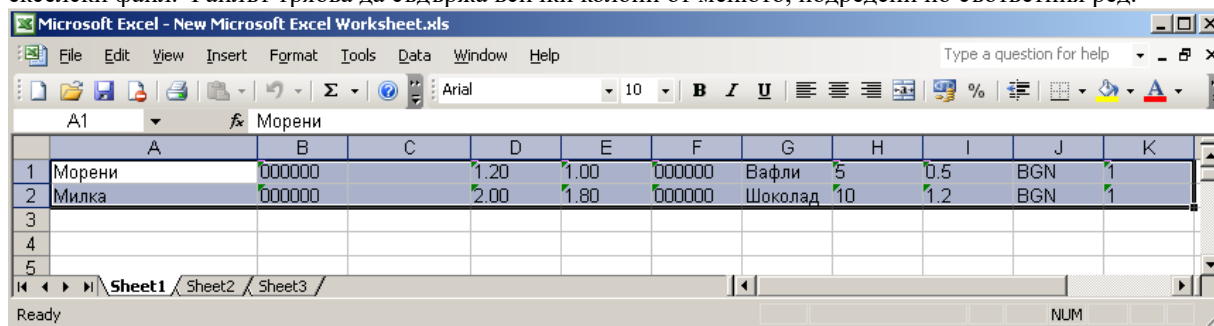 екселски файл. Файлът трябва да съдържа всички колони от менюто, подредени по съответния ред.
Microsoft Excel - New Microsoft Excel Worksheet.xls
File Edit View Insert Format Tools Data Window Help Type a question for help
Arial 10 B I U %
A1 fx Морени
A B C D E F G H I J K
1 Морени 000000 1.20 1.00 000000 Вафли 5 0.5 BGN 1
2 Милка 000000 2.00 1.80 000000 Шоколад 10 1.2 BGN 1
3
4
5
Sheet1 Sheet2 Sheet3
Ready NUM